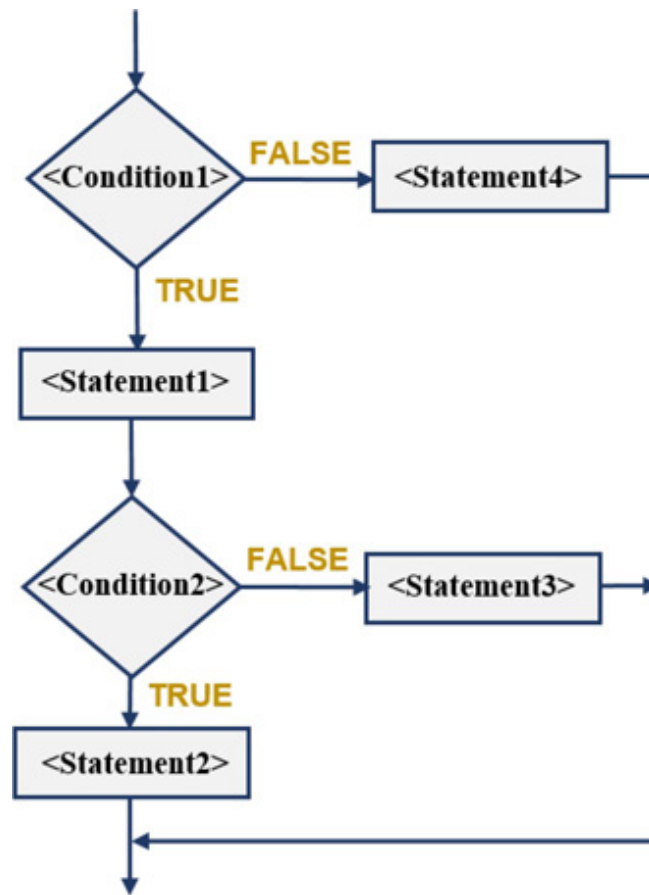 <Condition1>
FALSE
<Statement4>
TRUE
<Statement1>
<Condition2>
FALSE
<Statement3>
TRUE
<Statement2>